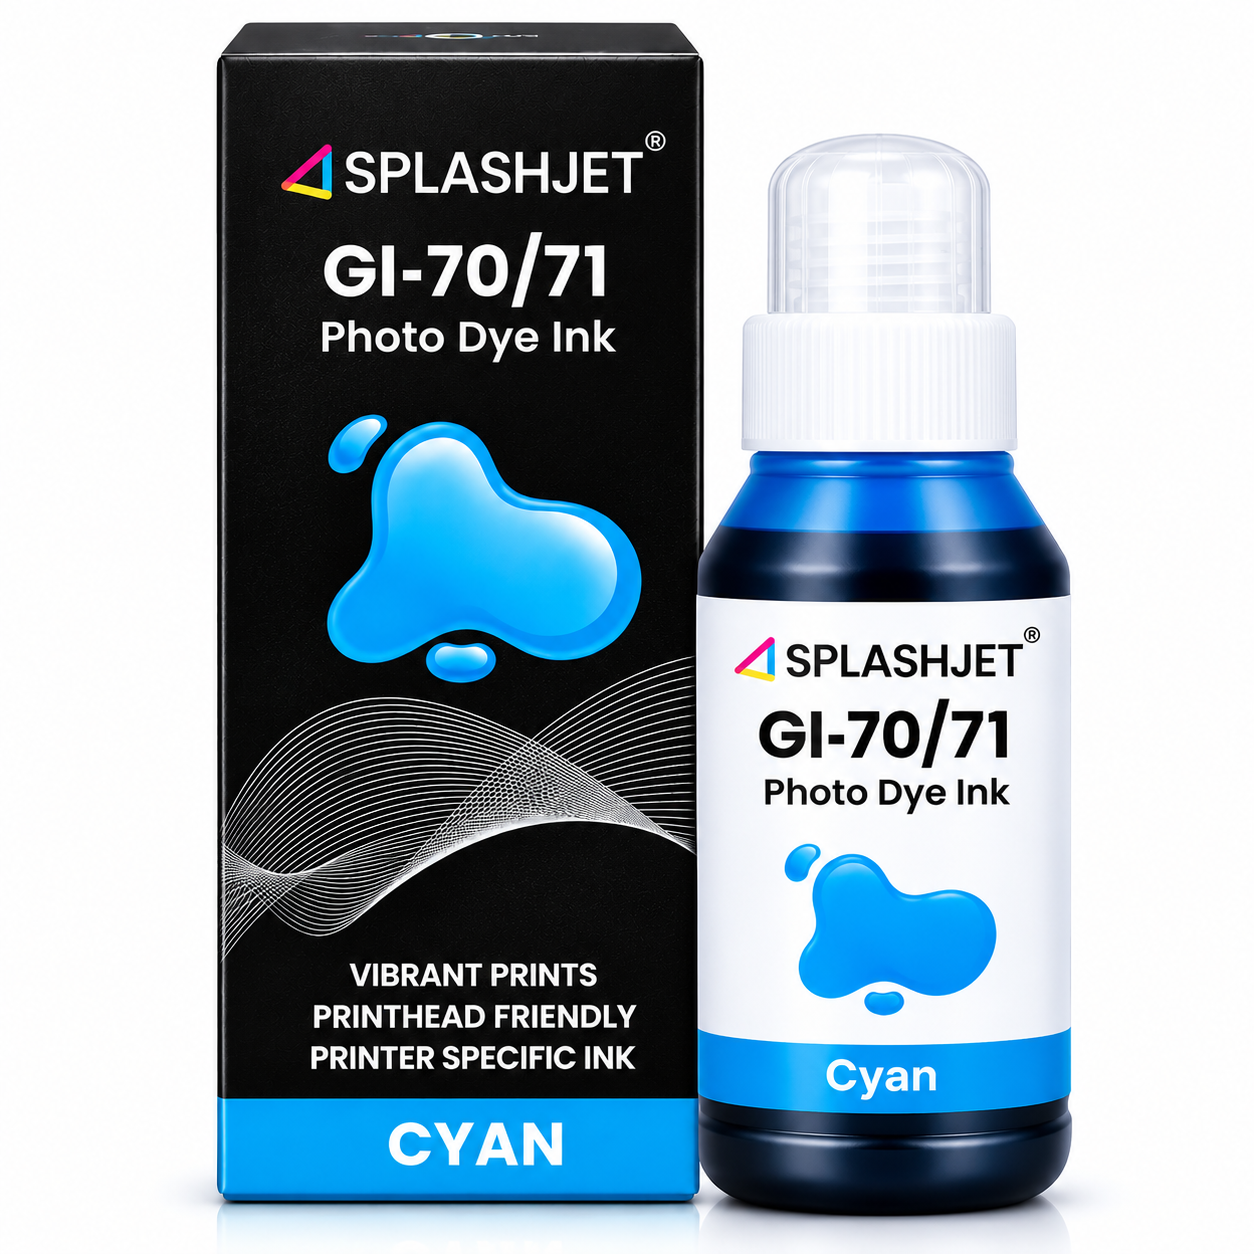 SPLASHJET®
GI-70/71
Photo Dye Ink
VIBRANT PRINTS
PRINTHEAD FRIENDLY
PRINTER SPECIFIC INK
CYAN
SPLASHJET®
GI-70/71
Photo Dye Ink
Cyan